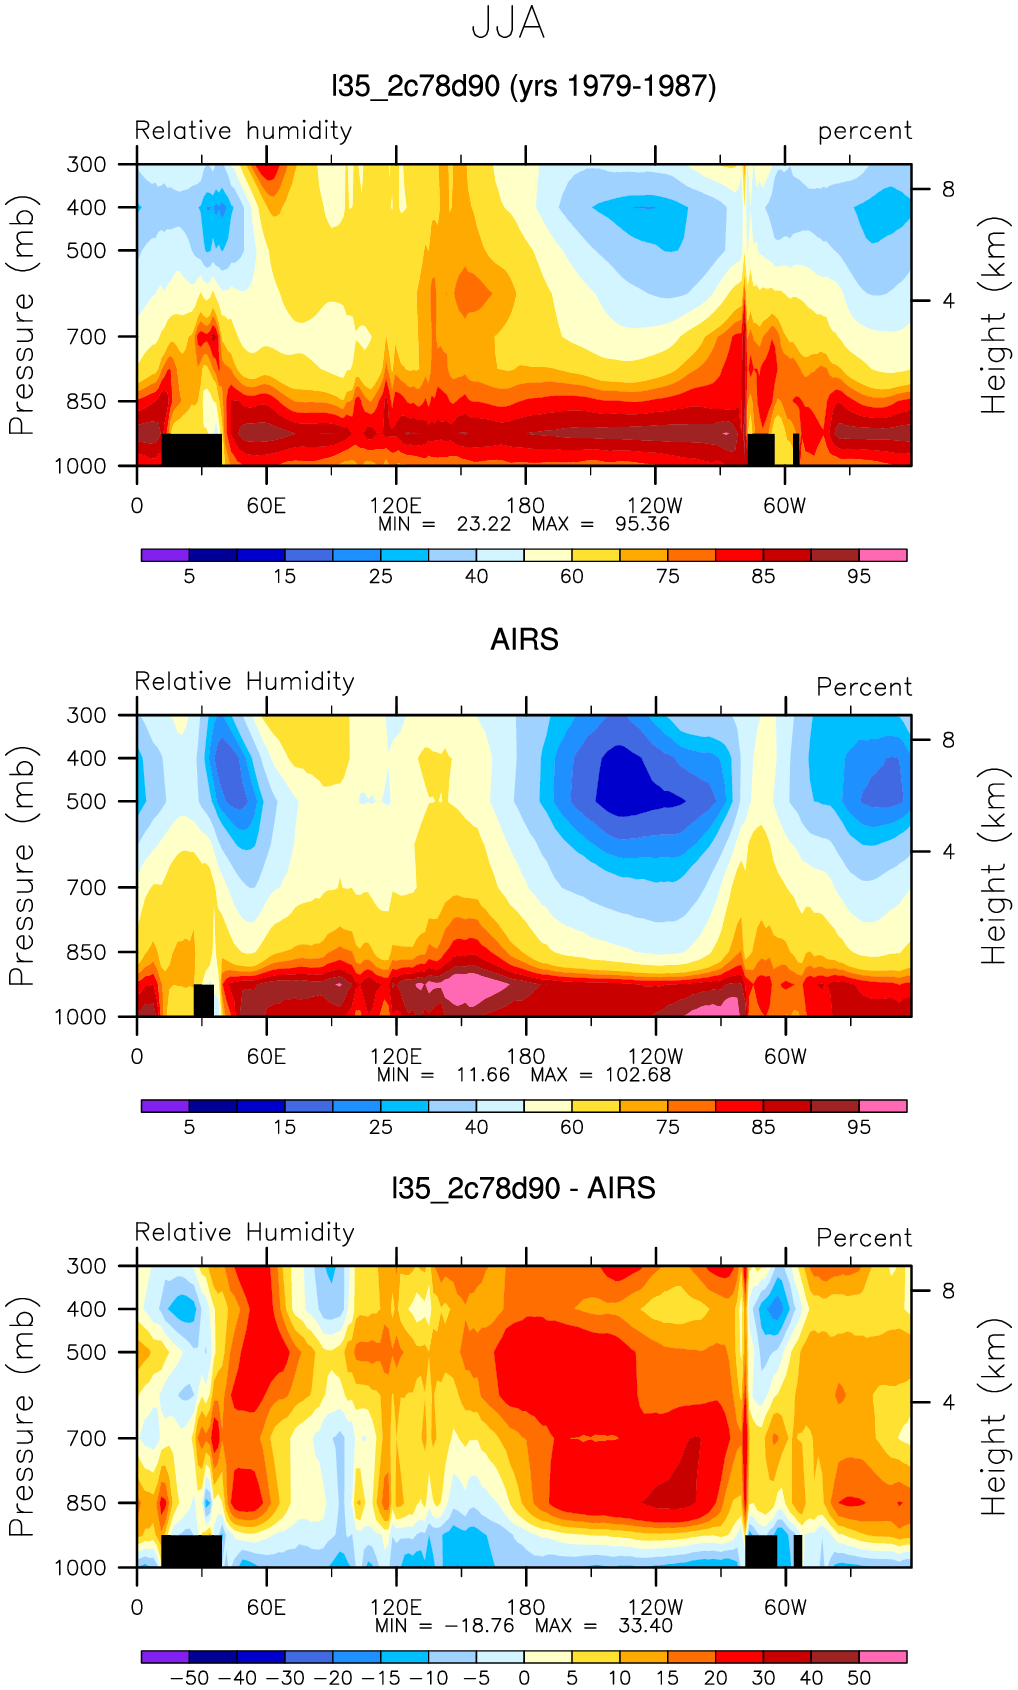 JJA
l35_2c78d90 (yrs 1979-1987)
Relative humidity percent
300
400
500
700
850
1000
Pressure (mb)
8
4
Height (km)
0 60E 120E 180 120W 60W
MIN = 23.22 MAX = 95.36
5 15 25 40 60 75 85 95
AIRS
Relative Humidity Percent
300
400
500
700
850
1000
Pressure (mb)
8
4
Height (km)
0 60E 120E 180 120W 60W
MIN = 11.66 MAX = 102.68
5 15 25 40 60 75 85 95
l35_2c78d90 - AIRS
Relative Humidity Percent
300
400
500
700
850
1000
Pressure (mb)
8
4
Height (km)
0 60E 120E 180 120W 60W
MIN = -18.76 MAX = 33.40
-50 -40 -30 -20 -15 -10 -5 0 5 10 15 20 30 40 50